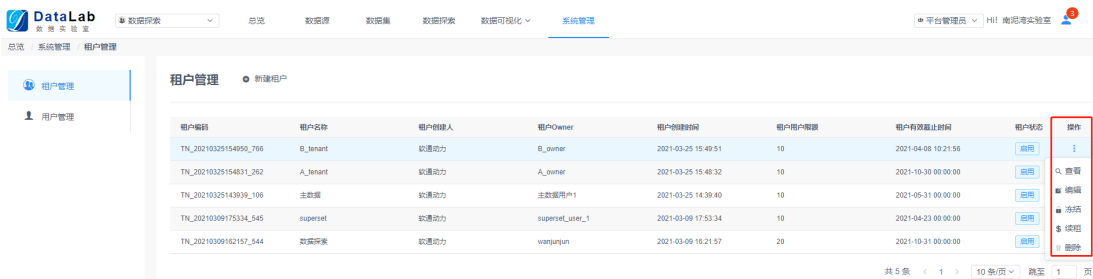 DataLab
数据实验室
数据探索
总览 数据源 数据集 数据探索 数据可视化 系统管理
平台管理员 Hi! 南泥湾实验室 3
总览 / 系统管理 / 租户管理
租户管理
用户管理
租户管理 新建租户
租户编码 租户名称 租户创建人 租户Owner 租户创建时间 租户用户限额 租户有效截止时间 租户状态 操作
TN_20210325154950_766 B_tenant 软通动力 B_owner 2021-03-25 15:49:51 10 2021-04-08 10:21:56 启用
TN_20210325154831_262 A_tenant 软通动力 A_owner 2021-03-25 15:48:32 10 2021-10-30 00:00:00 启用 查看
TN_20210325143939_106 主数据 软通动力 主数据用户1 2021-03-25 14:39:40 10 2021-05-31 00:00:00 启用 编辑
冻结
TN_20210309175334_545 superset 软通动力 superset_user_1 2021-03-09 17:53:34 10 2021-04-23 00:00:00 启用
续租
TN_20210309162157_544 数据探索 软通动力 wanjunjun 2021-03-09 16:21:57 20 2021-10-31 00:00:00 启用 删除
共 5 条 < 1 > 10 条/页 跳至 1 页